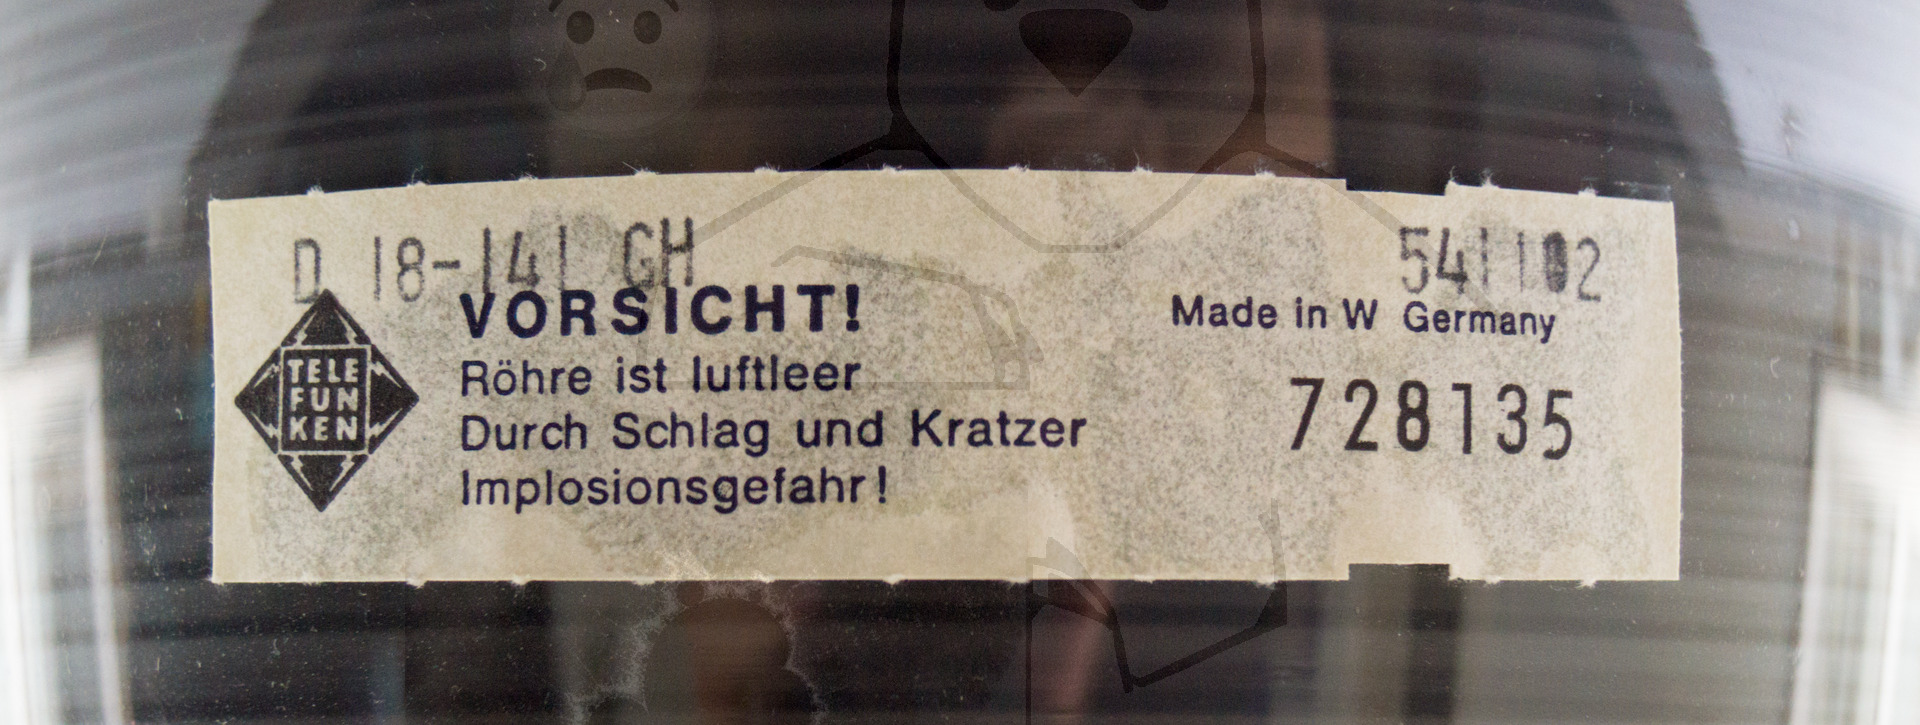 D 18-141 GH
VORSICHT!
Röhre ist luftleer
Durch Schlag und Kratzer
Implosionsgefahr!
TELE
FUN
KEN
Made in W Germany
728135